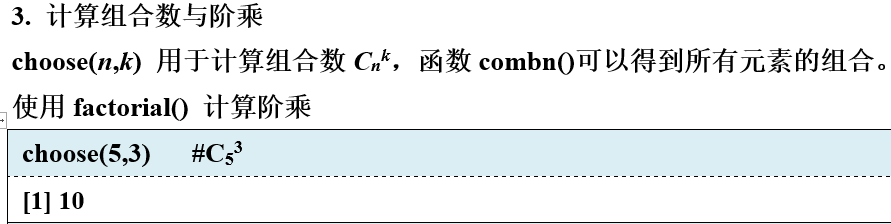 3. 计算组合数与阶乘
choose(n,k) 用于计算组合数 Cₙᵏ，函数 combn()可以得到所有元素的组合。
使用 factorial() 计算阶乘
choose(5,3) #C₅³
[1] 10